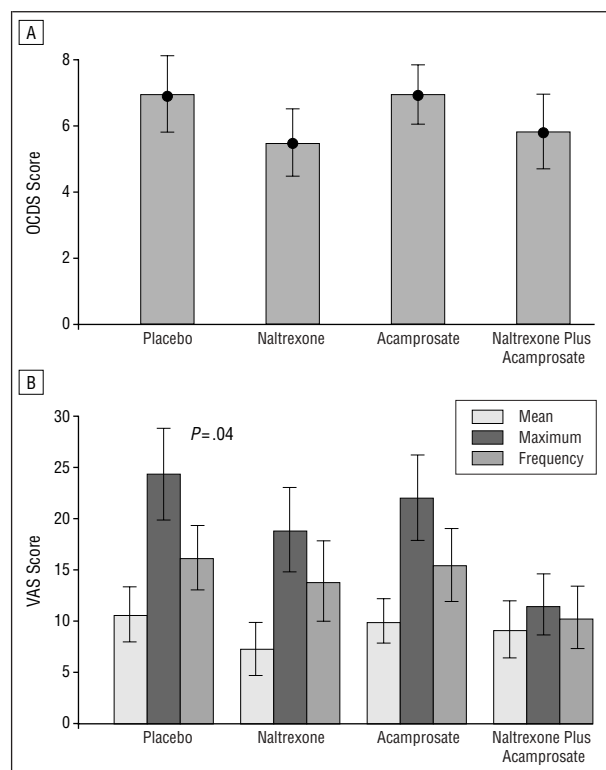 A
8
6
4
2
0
OCDS Score
Placebo
Naltrexone
Acamprosate
Naltrexone Plus
Acamprosate
B
30
25
20
15
10
5
0
VAS Score
P=.04
Mean
Maximum
Frequency
Placebo
Naltrexone
Acamprosate
Naltrexone Plus
Acamprosate